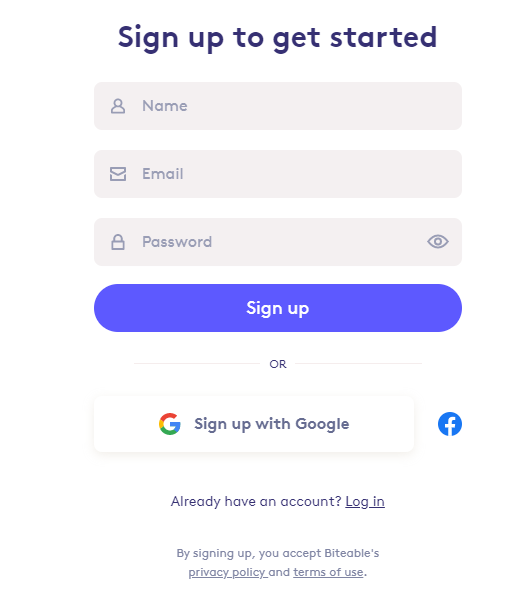 Sign up to get started
Name
Email
Password
Sign up
OR
Sign up with Google
Already have an account? Log in
By signing up, you accept Biteable's
privacy policy and terms of use.